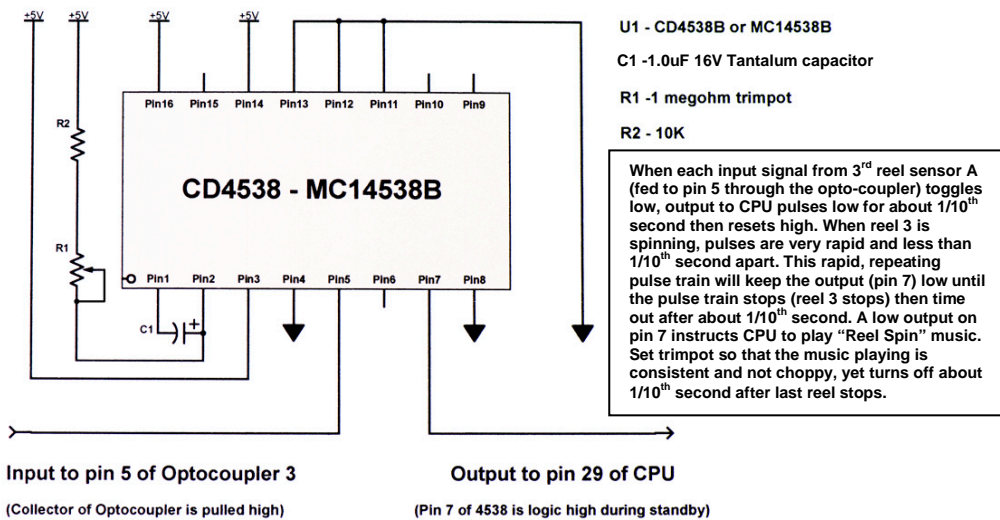 +5V +5V +5V +5V
U1 - CD4538B or MC14538B
C1 -1.0uF 16V Tantalum capacitor
R1 -1 megohm trimpot
R2 - 10K
Pin16 Pin15 Pin14 Pin13 Pin12 Pin11 Pin10 Pin9
R2
CD4538 - MC14538B
R1
Pin1 Pin2 Pin3 Pin4 Pin5 Pin6 Pin7 Pin8
C1 +
When each input signal from 3rd reel sensor A
(fed to pin 5 through the opto-coupler) toggles
low, output to CPU pulses low for about 1/10th
second then resets high. When reel 3 is
spinning, pulses are very rapid and less than
1/10th second apart. This rapid, repeating
pulse train will keep the output (pin 7) low until
the pulse train stops (reel 3 stops) then time
out after about 1/10th second. A low output on
pin 7 instructs CPU to play “Reel Spin” music.
Set trimpot so that the music playing is
consistent and not choppy, yet turns off about
1/10th second after last reel stops.
Input to pin 5 of Optocoupler 3
(Collector of Optocoupler is pulled high)
Output to pin 29 of CPU
(Pin 7 of 4538 is logic high during standby)